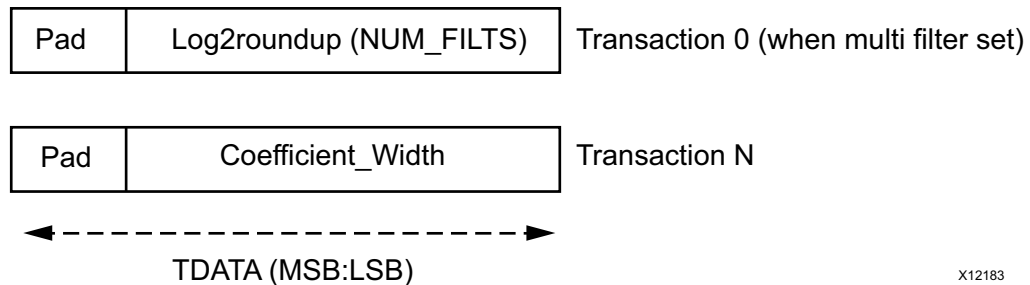 Pad Log2roundup (NUM_FILTS) Transaction 0 (when multi filter set)
Pad Coefficient_Width Transaction N
TDATA (MSB:LSB)
X12183